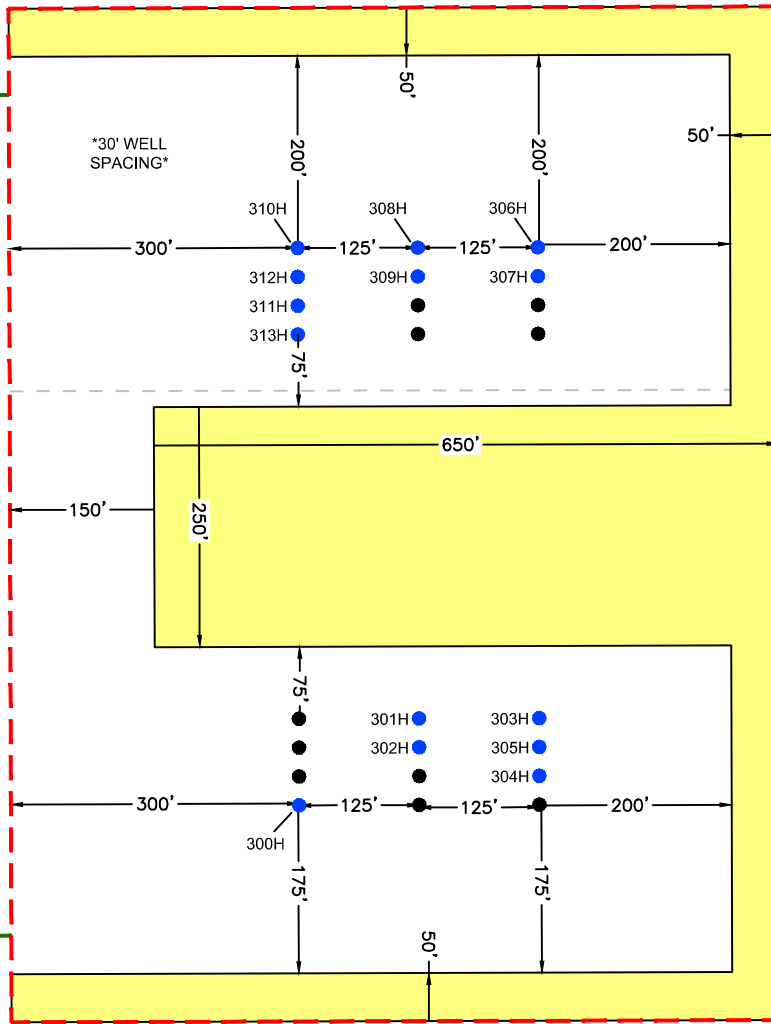 50'
*30' WELL
SPACING*
200'
200'
50'
310H
308H
306H
300'
125'
125'
200'
312H
309H
307H
311H
313H
75'
650'
150'
250'
75'
301H
303H
302H
305H
304H
300'
125'
125'
200'
300H
175'
175'
50'